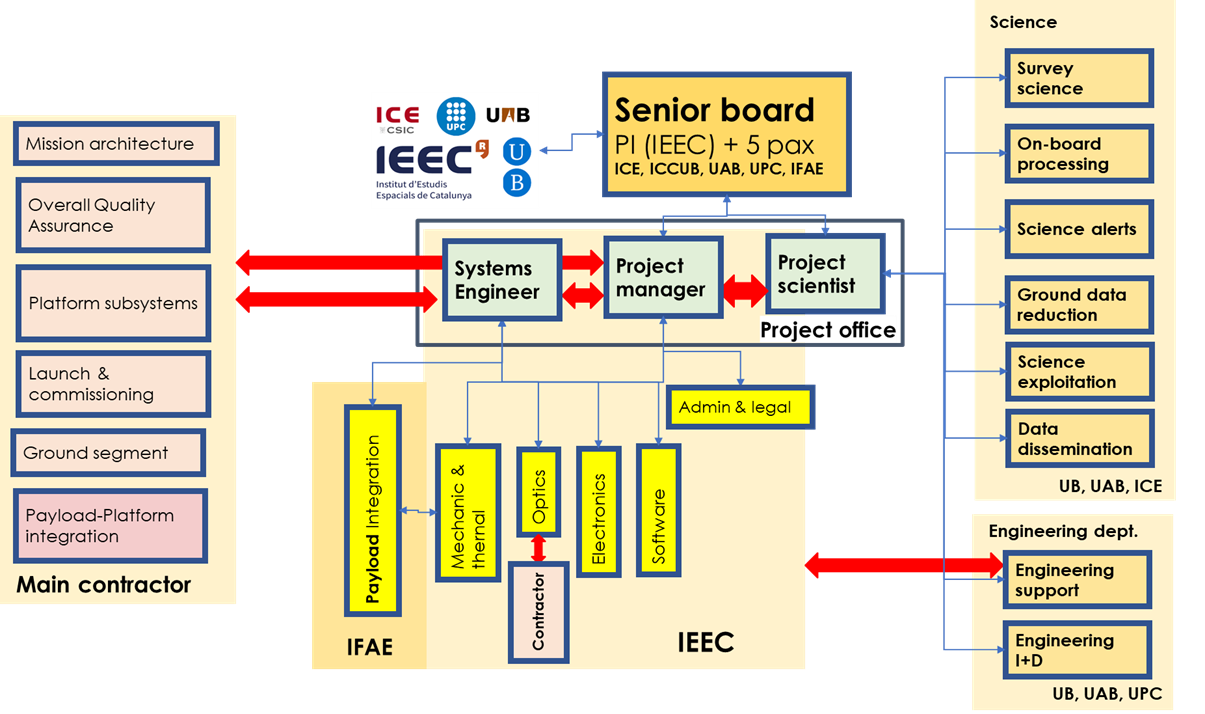 Science
Survey
science
On-board
processing
Science alerts
Ground data
reduction
Science
exploitation
Data
dissemination
UB, UAB, ICE
Engineering dept.
Engineering
support
Engineering
I+D
UB, UAB, UPC
ICE
CSIC
UPC
UAB
IEEC R
Institut d'Estudis
Espacials de Catalunya
U
B
Senior board
PI (IEEC) + 5 pax
ICE, ICCUB, UAB, UPC, IFAE
Mission architecture
Overall Quality
Assurance
Platform subsystems
Launch &
commissioning
Ground segment
Payload-Platform
integration
Main contractor
Systems
Engineer
Project
manager
Project
scientist
Project office
Admin & legal
Payload Integration
Mechanic &
thermal
Optics
Electronics
Software
Contractor
IFAE
IEEC